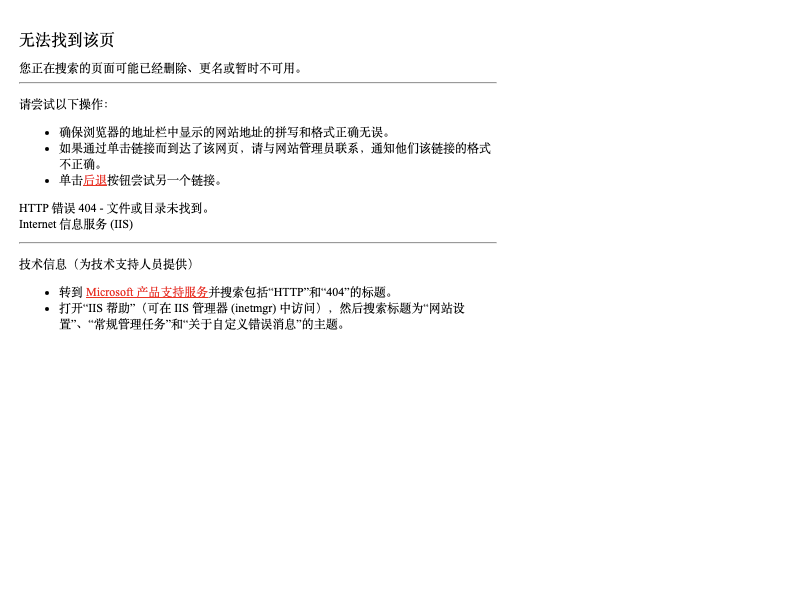 无法找到该页
您正在搜索的页面可能已经删除、更名或暂时不可用。
请尝试以下操作：
确保浏览器的地址栏中显示的网站地址的拼写和格式正确无误。
如果通过单击链接而到达了该网页，请与网站管理员联系，通知他们该链接的格式
不正确。
单击后退按钮尝试另一个链接。
HTTP 错误 404 - 文件或目录未找到。
Internet 信息服务 (IIS)
技术信息（为技术支持人员提供）
转到 Microsoft 产品支持服务并搜索包括“HTTP”和“404”的标题。
打开“IIS 帮助”（可在 IIS 管理器 (inetmgr) 中访问），然后搜索标题为“网站设
置”、“常规管理任务”和“关于自定义错误消息”的主题。